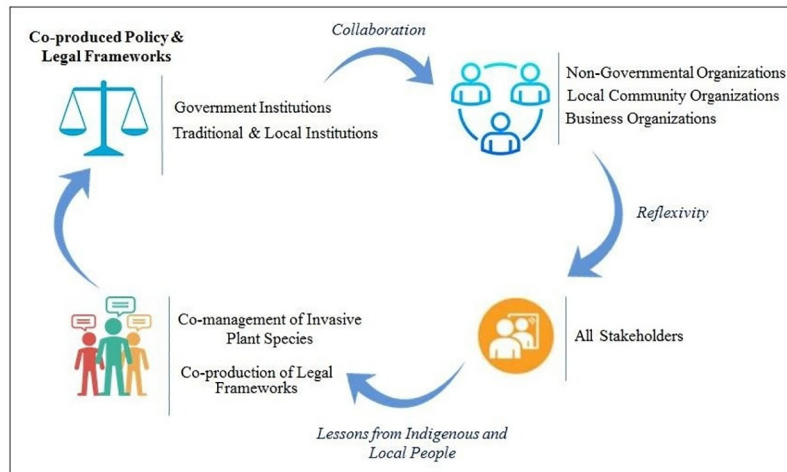 Co-produced Policy &
Legal Frameworks
Government Institutions
Traditional & Local Institutions
Collaboration
Non-Governmental Organizations
Local Community Organizations
Business Organizations
Reflexivity
All Stakeholders
Lessons from Indigenous and
Local People
Co-management of Invasive
Plant Species
Co-production of Legal
Frameworks